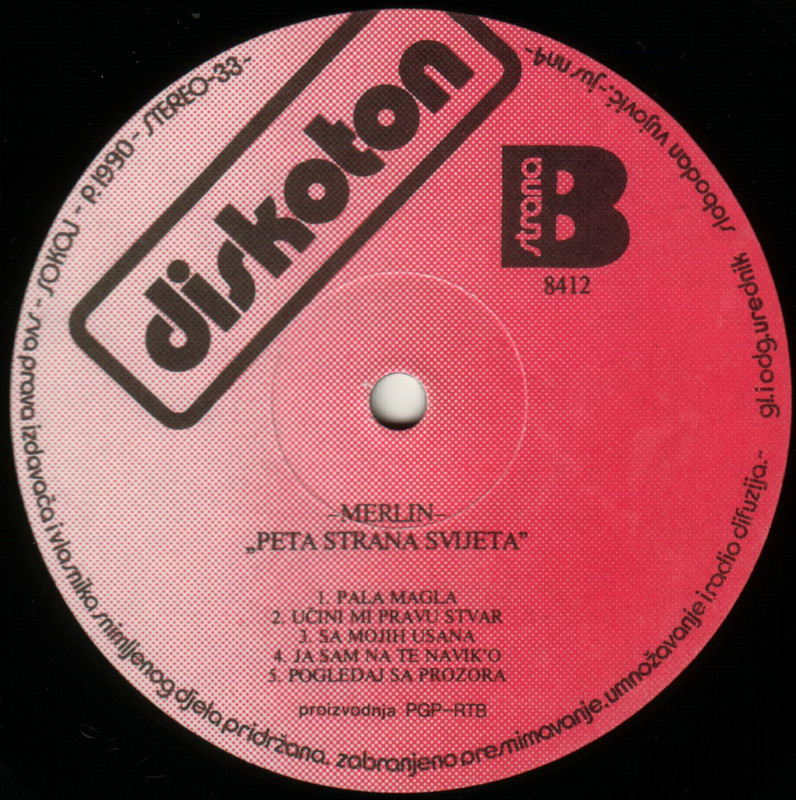 diskoton
strana
B
8412
–MERLIN–
„PETA STRANA SVIJETA”
1. PALA MAGLA
2. UČINI MI PRAVU STVAR
3. SA MOJIH USANA
4. JA SAM NA TE NAVIK'O
5. POGLEDAJ SA PROZORA
proizvodnja PGP–RTB
SOKOJ – p.1990 – STEREO-33 –
sva prava izdavača i vlasnika snimljenog djela pridržana. zabranjeno presnimavanje, umnožavanje i radio difuzija.–
gl. i odg. urednik slobodan vujović